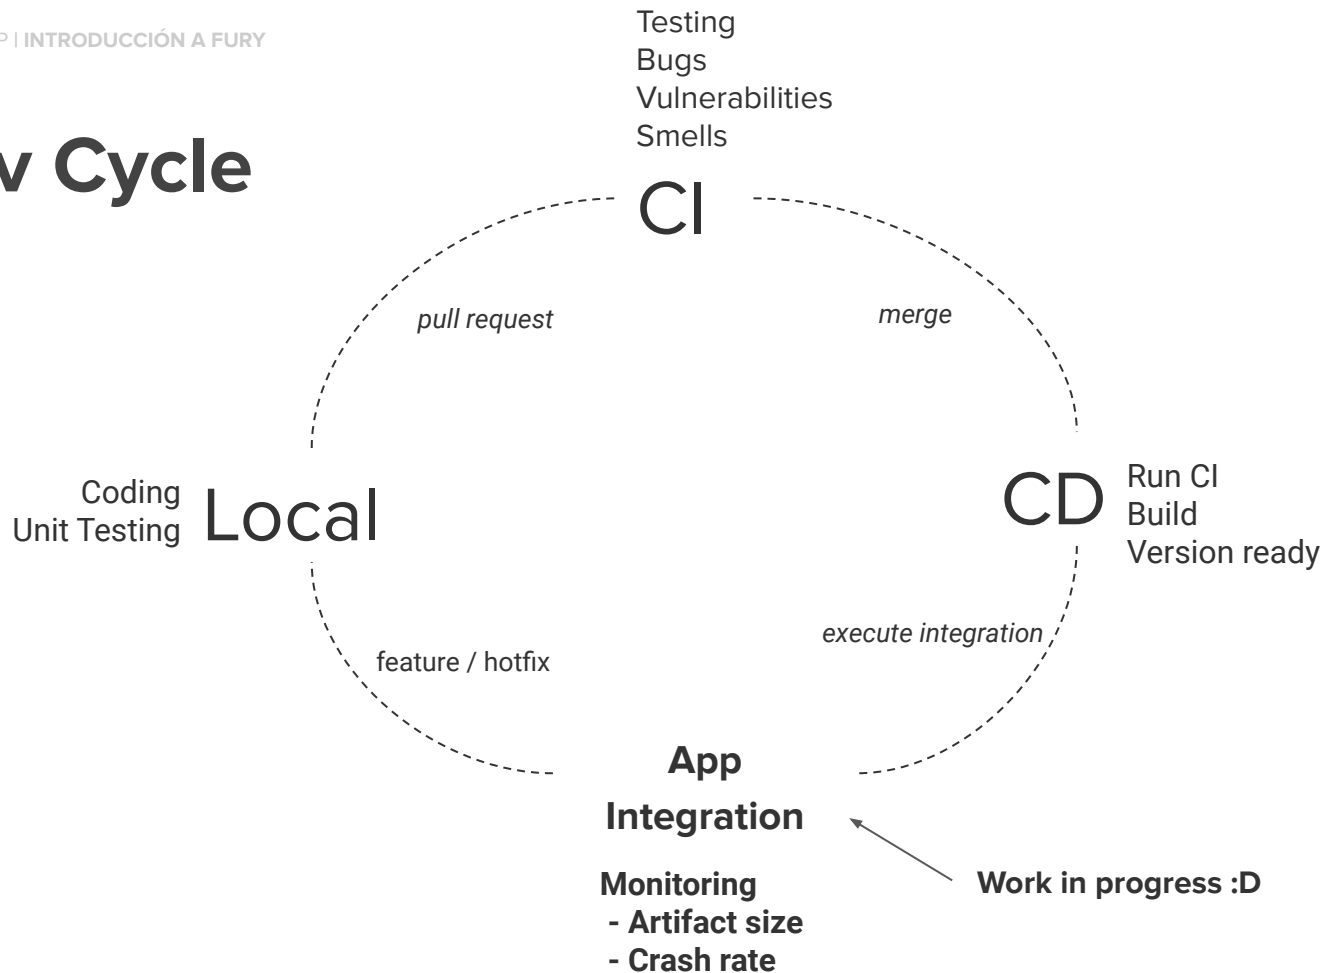 P | INTRODUCCIÓN A FURY
v Cycle
Testing
Bugs
Vulnerabilities
Smells
CI
pull request
merge
Coding
Unit Testing
Local
CD
Run CI
Build
Version ready
feature / hotfix
execute integration
App
Integration
Monitoring
- Artifact size
- Crash rate
Work in progress :D